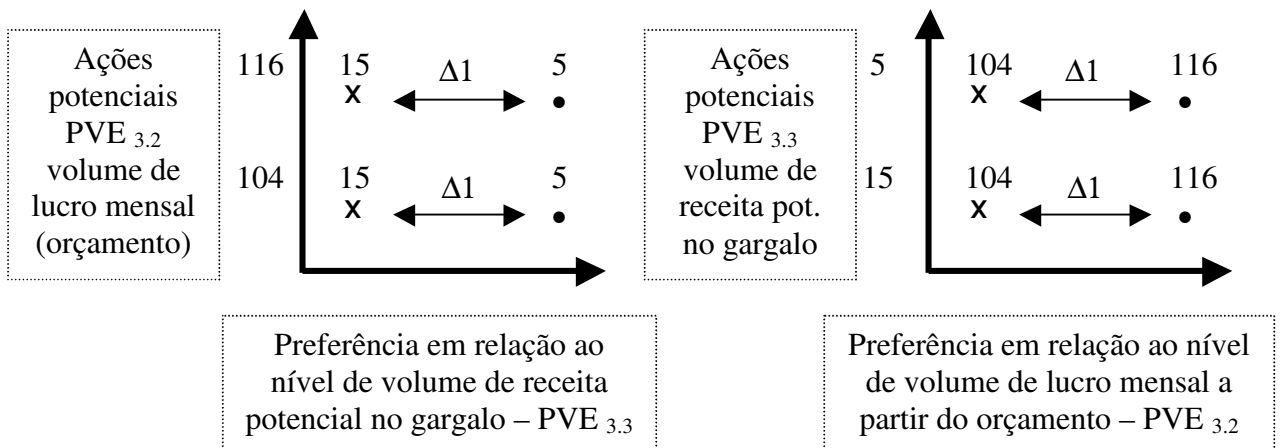 Ações
potenciais
PVE 3.2
volume de
lucro mensal
(orçamento)
116
15
x
Δ1
5
104
15
x
Δ1
5
Preferência em relação ao
nível de volume de receita
potencial no gargalo – PVE 3.3
Ações
potenciais
PVE 3.3
volume de
receita pot.
no gargalo
5
104
x
Δ1
116
15
104
x
Δ1
116
Preferência em relação ao nível
de volume de lucro mensal a
partir do orçamento – PVE 3.2